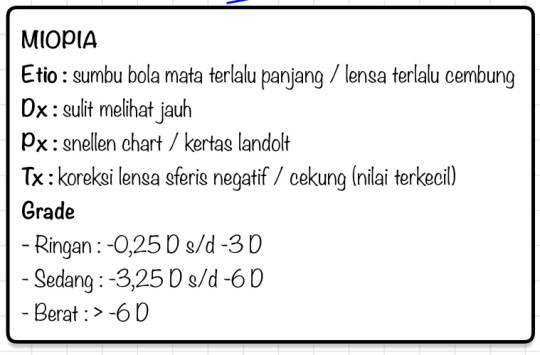 MIOPIA
Etio : sumbu bola mata terlalu panjang / lensa terlalu cembung
Dx : sulit melihat jauh
Px : snellen chart / kertas landolt
Tx : koreksi lensa sferis negatif / cekung (nilai terkecil)
Grade
- Ringan : -0,25 D s/d -3 D
- Sedang : -3,25 D s/d -6 D
- Berat : > -6 D